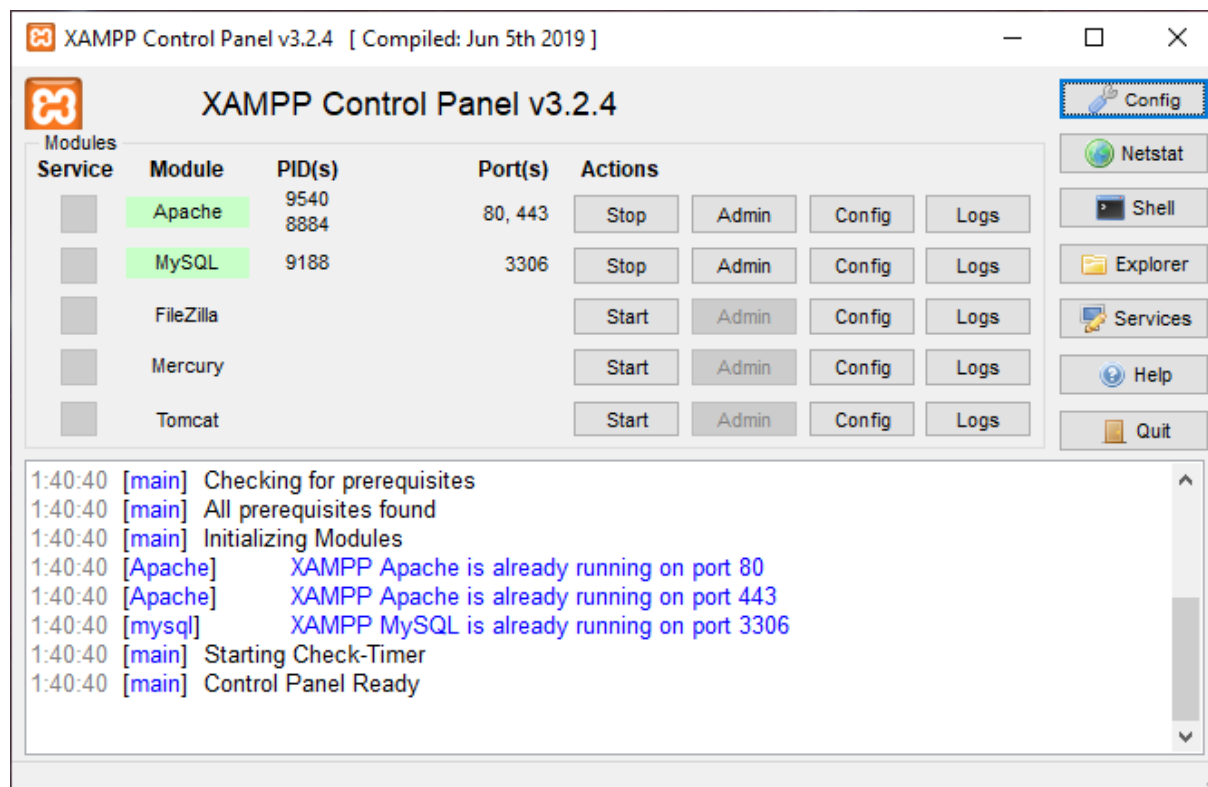 XAMPP Control Panel v3.2.4 [ Compiled: Jun 5th 2019 ]
XAMPP Control Panel v3.2.4
Config
Modules
Service Module PID(s) Port(s) Actions
Netstat
Apache 9540 8884 80, 443 Stop Admin Config Logs
Shell
MySQL 9188 3306 Stop Admin Config Logs
Explorer
FileZilla Start Admin Config Logs
Services
Mercury Start Admin Config Logs
Help
Tomcat Start Admin Config Logs
Quit
1:40:40 [main] Checking for prerequisites
1:40:40 [main] All prerequisites found
1:40:40 [main] Initializing Modules
1:40:40 [Apache] XAMPP Apache is already running on port 80
1:40:40 [Apache] XAMPP Apache is already running on port 443
1:40:40 [mysql] XAMPP MySQL is already running on port 3306
1:40:40 [main] Starting Check-Timer
1:40:40 [main] Control Panel Ready